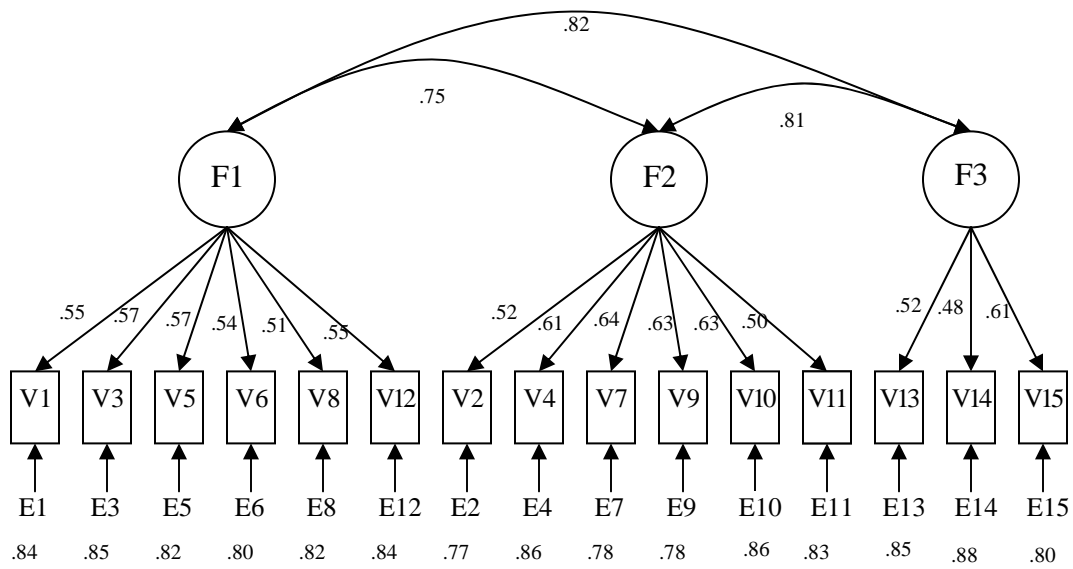 .82
.75
.81
F1 F2 F3
.55 .57 .57 .54 .51 .55 .52 .61 .64 .63 .63 .50 .52 .48 .61
V1 V3 V5 V6 V8 V12 V2 V4 V7 V9 V10 V11 V13 V14 V15
E1 E3 E5 E6 E8 E12 E2 E4 E7 E9 E10 E11 E13 E14 E15
.84 .85 .82 .80 .82 .84 .77 .86 .78 .78 .86 .83 .85 .88 .80